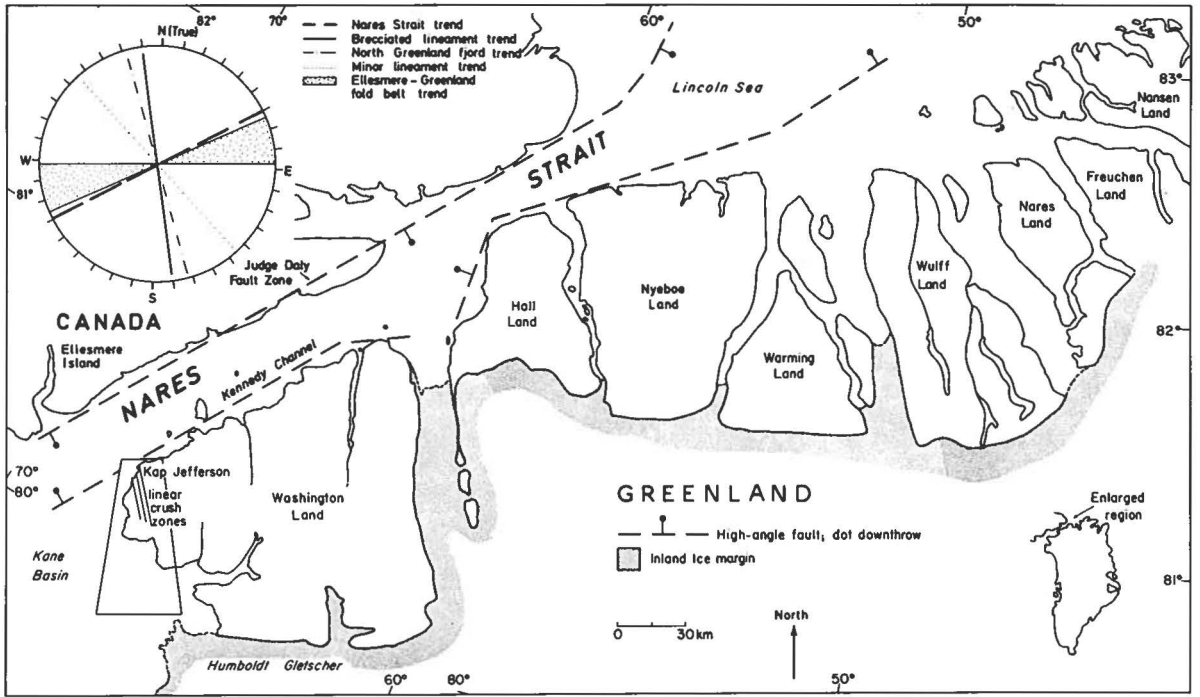 82°
70°
60°
50°
N(True)
W
E
S
Nares Strait trend
Brecciated lineament trend
North Greenland fjord trend
Minor lineament trend
Ellesmere-Greenland
fold belt trend
Lincoln Sea
83°
Nansen
Land
81°
STRAIT
Freuchen
Land
Nares
Land
Judge Daly
Fault Zone
Hall
Land
Nyeboe
Land
Wulff
Land
CANADA
Ellesmere
Island
82°
NARES
Kennedy Channel
Warming
Land
70°
80°
Kap Jefferson
linear
crush
zones
Washington
Land
GREENLAND
Enlarged
region
High-angle fault; dot downthrow
Inland Ice margin
Kane
Basin
81°
North
0 30km
Humboldt Gletscher
60°
80°
50°